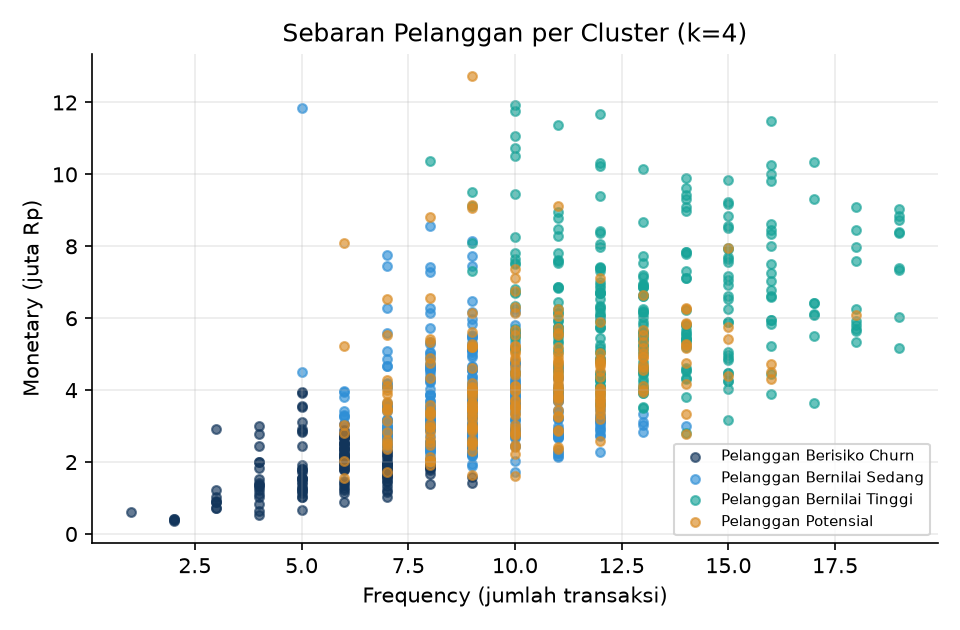 Sebaran Pelanggan per Cluster (k=4)
Monetary (juta Rp)
12
10
8
6
4
2
0
2.5 5.0 7.5 10.0 12.5 15.0 17.5
Frequency (jumlah transaksi)
Pelanggan Berisiko Churn
Pelanggan Bernilai Sedang
Pelanggan Bernilai Tinggi
Pelanggan Potensial